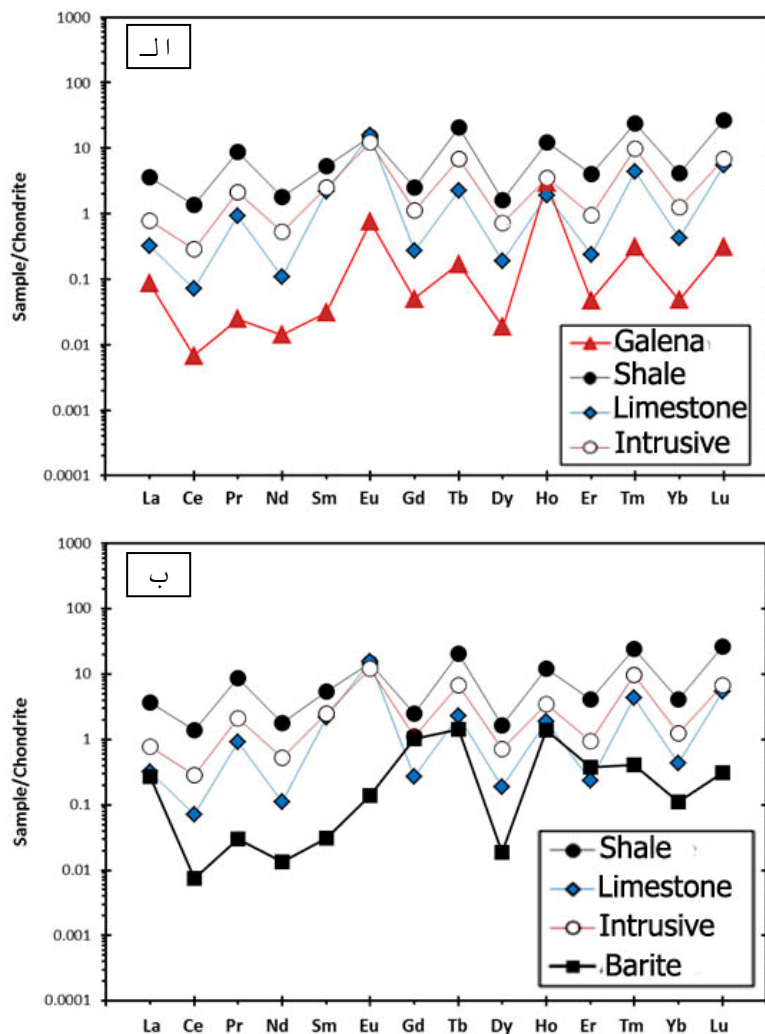 1000
100
10
1
0.1
0.01
0.001
0.0001
Sample/Chondrite
الـ
Galena
Shale
Limestone
Intrusive
La Ce Pr Nd Sm Eu Gd Tb Dy Ho Er Tm Yb Lu
1000
100
10
1
0.1
0.01
0.001
0.0001
Sample/Chondrite
ب
Shale
Limestone
Intrusive
Barite
La Ce Pr Nd Sm Eu Gd Tb Dy Ho Er Tm Yb Lu